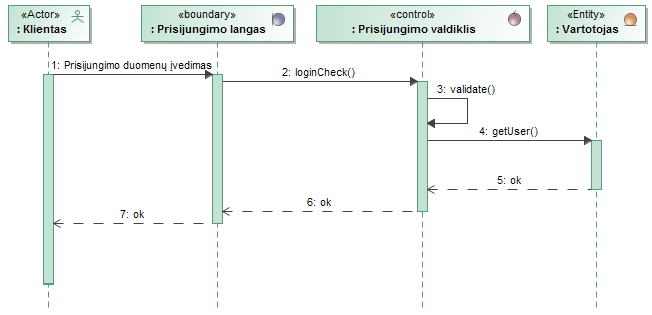 «Actor»
: Klientas
«boundary»
: Prisijungimo langas
«control»
: Prisijungimo valdiklis
«Entity»
: Vartotojas
1: Prisijungimo duomenų įvedimas
2: loginCheck()
3: validate()
4: getUser()
5: ok
6: ok
7: ok